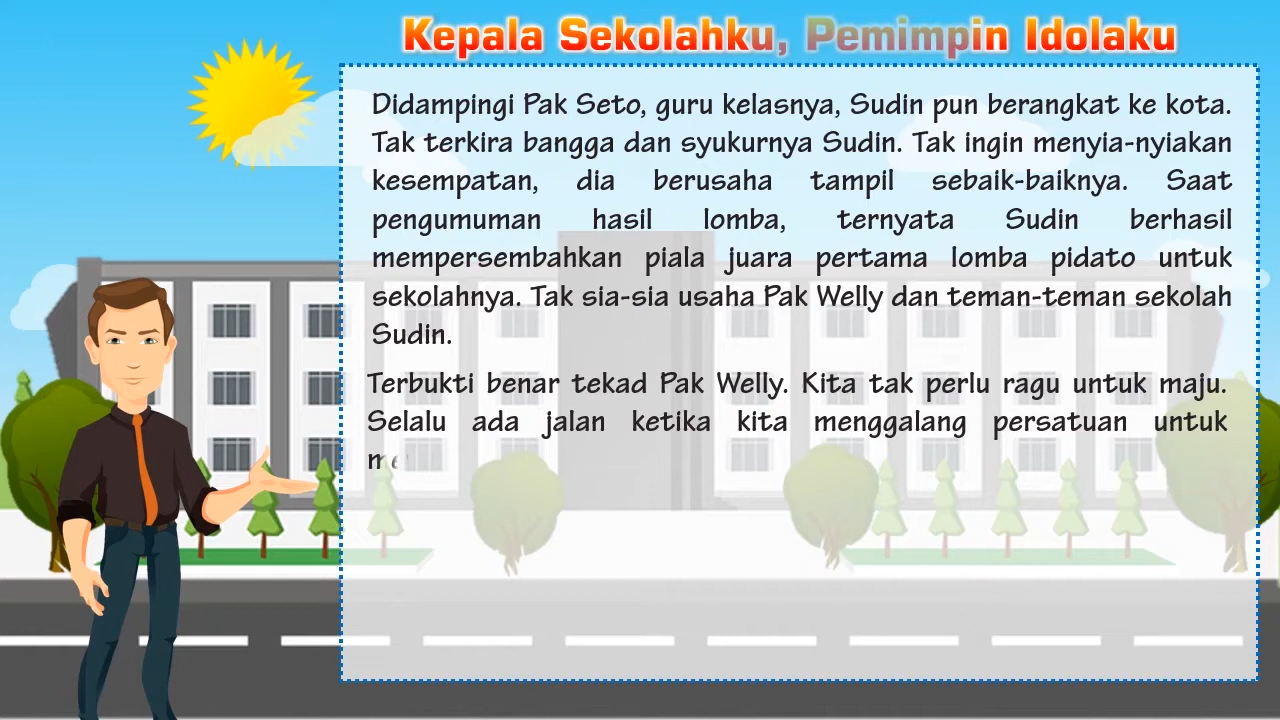 Kepala Sekolahku, Pemimpin Idolaku
Didampingi Pak Seto, guru kelasnya, Sudin pun berangkat ke kota.
Tak terkira bangga dan syukurnya Sudin. Tak ingin menyia-nyiakan
kesempatan, dia berusaha tampil sebaik-baiknya. Saat
pengumuman hasil lomba, ternyata Sudin berhasil
mempersembahkan piala juara pertama lomba pidato untuk
sekolahnya. Tak sia-sia usaha Pak Welly dan teman-teman sekolah
Sudin.
Terbukti benar tekad Pak Welly. Kita tak perlu ragu untuk maju.
Selalu ada jalan ketika kita menggalang persatuan untuk